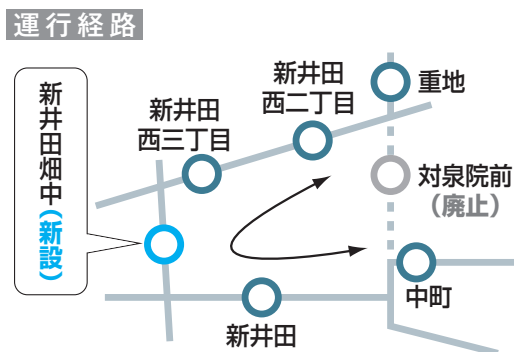 運行経路
新井田畑中(新設)
新井田
西三丁目
新井田
西二丁目
重地
対泉院前
(廃止)
中町
新井田